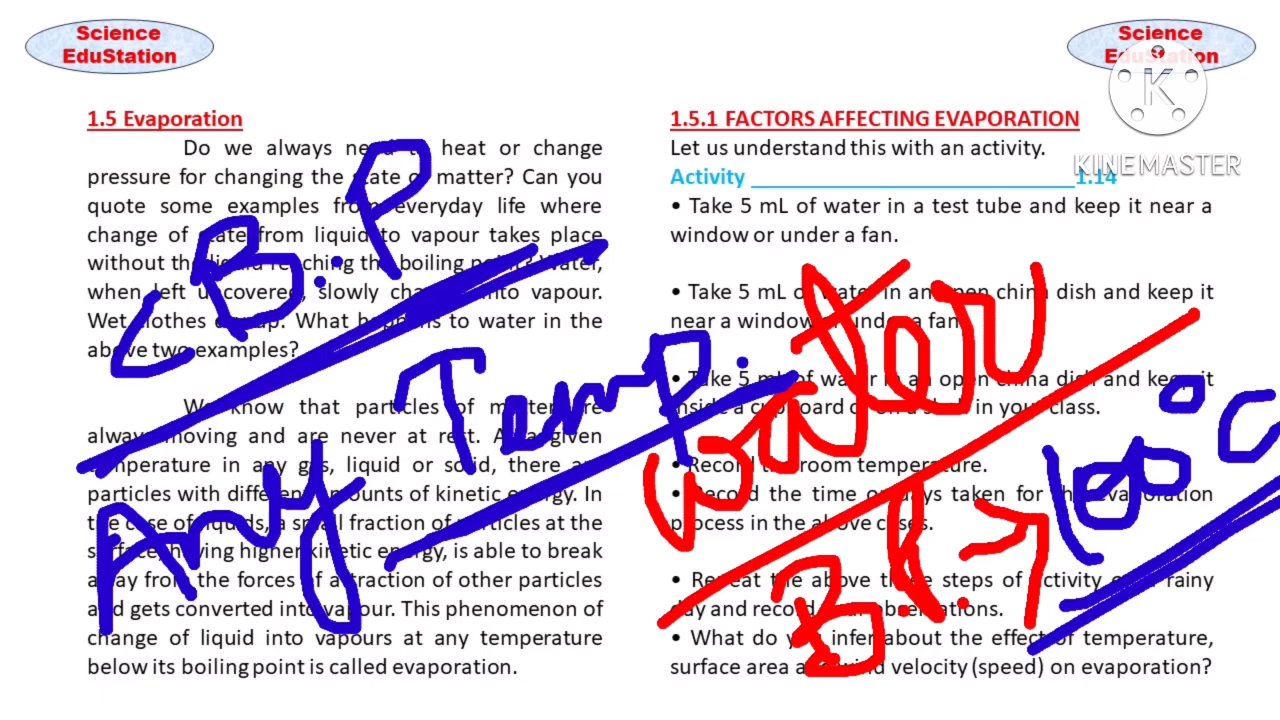 Science
EduStation
Science
EduStation
KINEMASTER
1.5 Evaporation
Do we always need to heat or change
pressure for changing the state of matter? Can you
quote some examples from everyday life where
change of state from liquid to vapour takes place
without the liquid reaching the boiling point? Water,
when left uncovered, slowly changes into vapour.
Wet clothes dry up. What happens to water in the
above two examples?
We know that particles of matter are
always moving and are never at rest. At a given
temperature in any gas, liquid or solid, there are
particles with different amounts of kinetic energy. In
the case of liquids, a small fraction of particles at the
surface, having higher kinetic energy, is able to break
away from the forces of attraction of other particles
and gets converted into vapour. This phenomenon of
change of liquid into vapours at any temperature
below its boiling point is called evaporation.
1.5.1 FACTORS AFFECTING EVAPORATION
Let us understand this with an activity.
Activity ___________________________1.14
• Take 5 mL of water in a test tube and keep it near a
window or under a fan.
• Take 5 mL of water in an open china dish and keep it
near a window or under a fan.
• Take 5 mL of water in an open china dish and keep it
inside a cupboard or on a shelf in your class.
• Record the room temperature.
• Record the time or days taken for the evaporation
process in the above cases.
• Repeat the above three steps of activity on a rainy
day and record your observations.
• What do you infer about the effect of temperature,
surface area and wind velocity (speed) on evaporation?
< B.P
Any Temp.
water
B.P. → 100°C